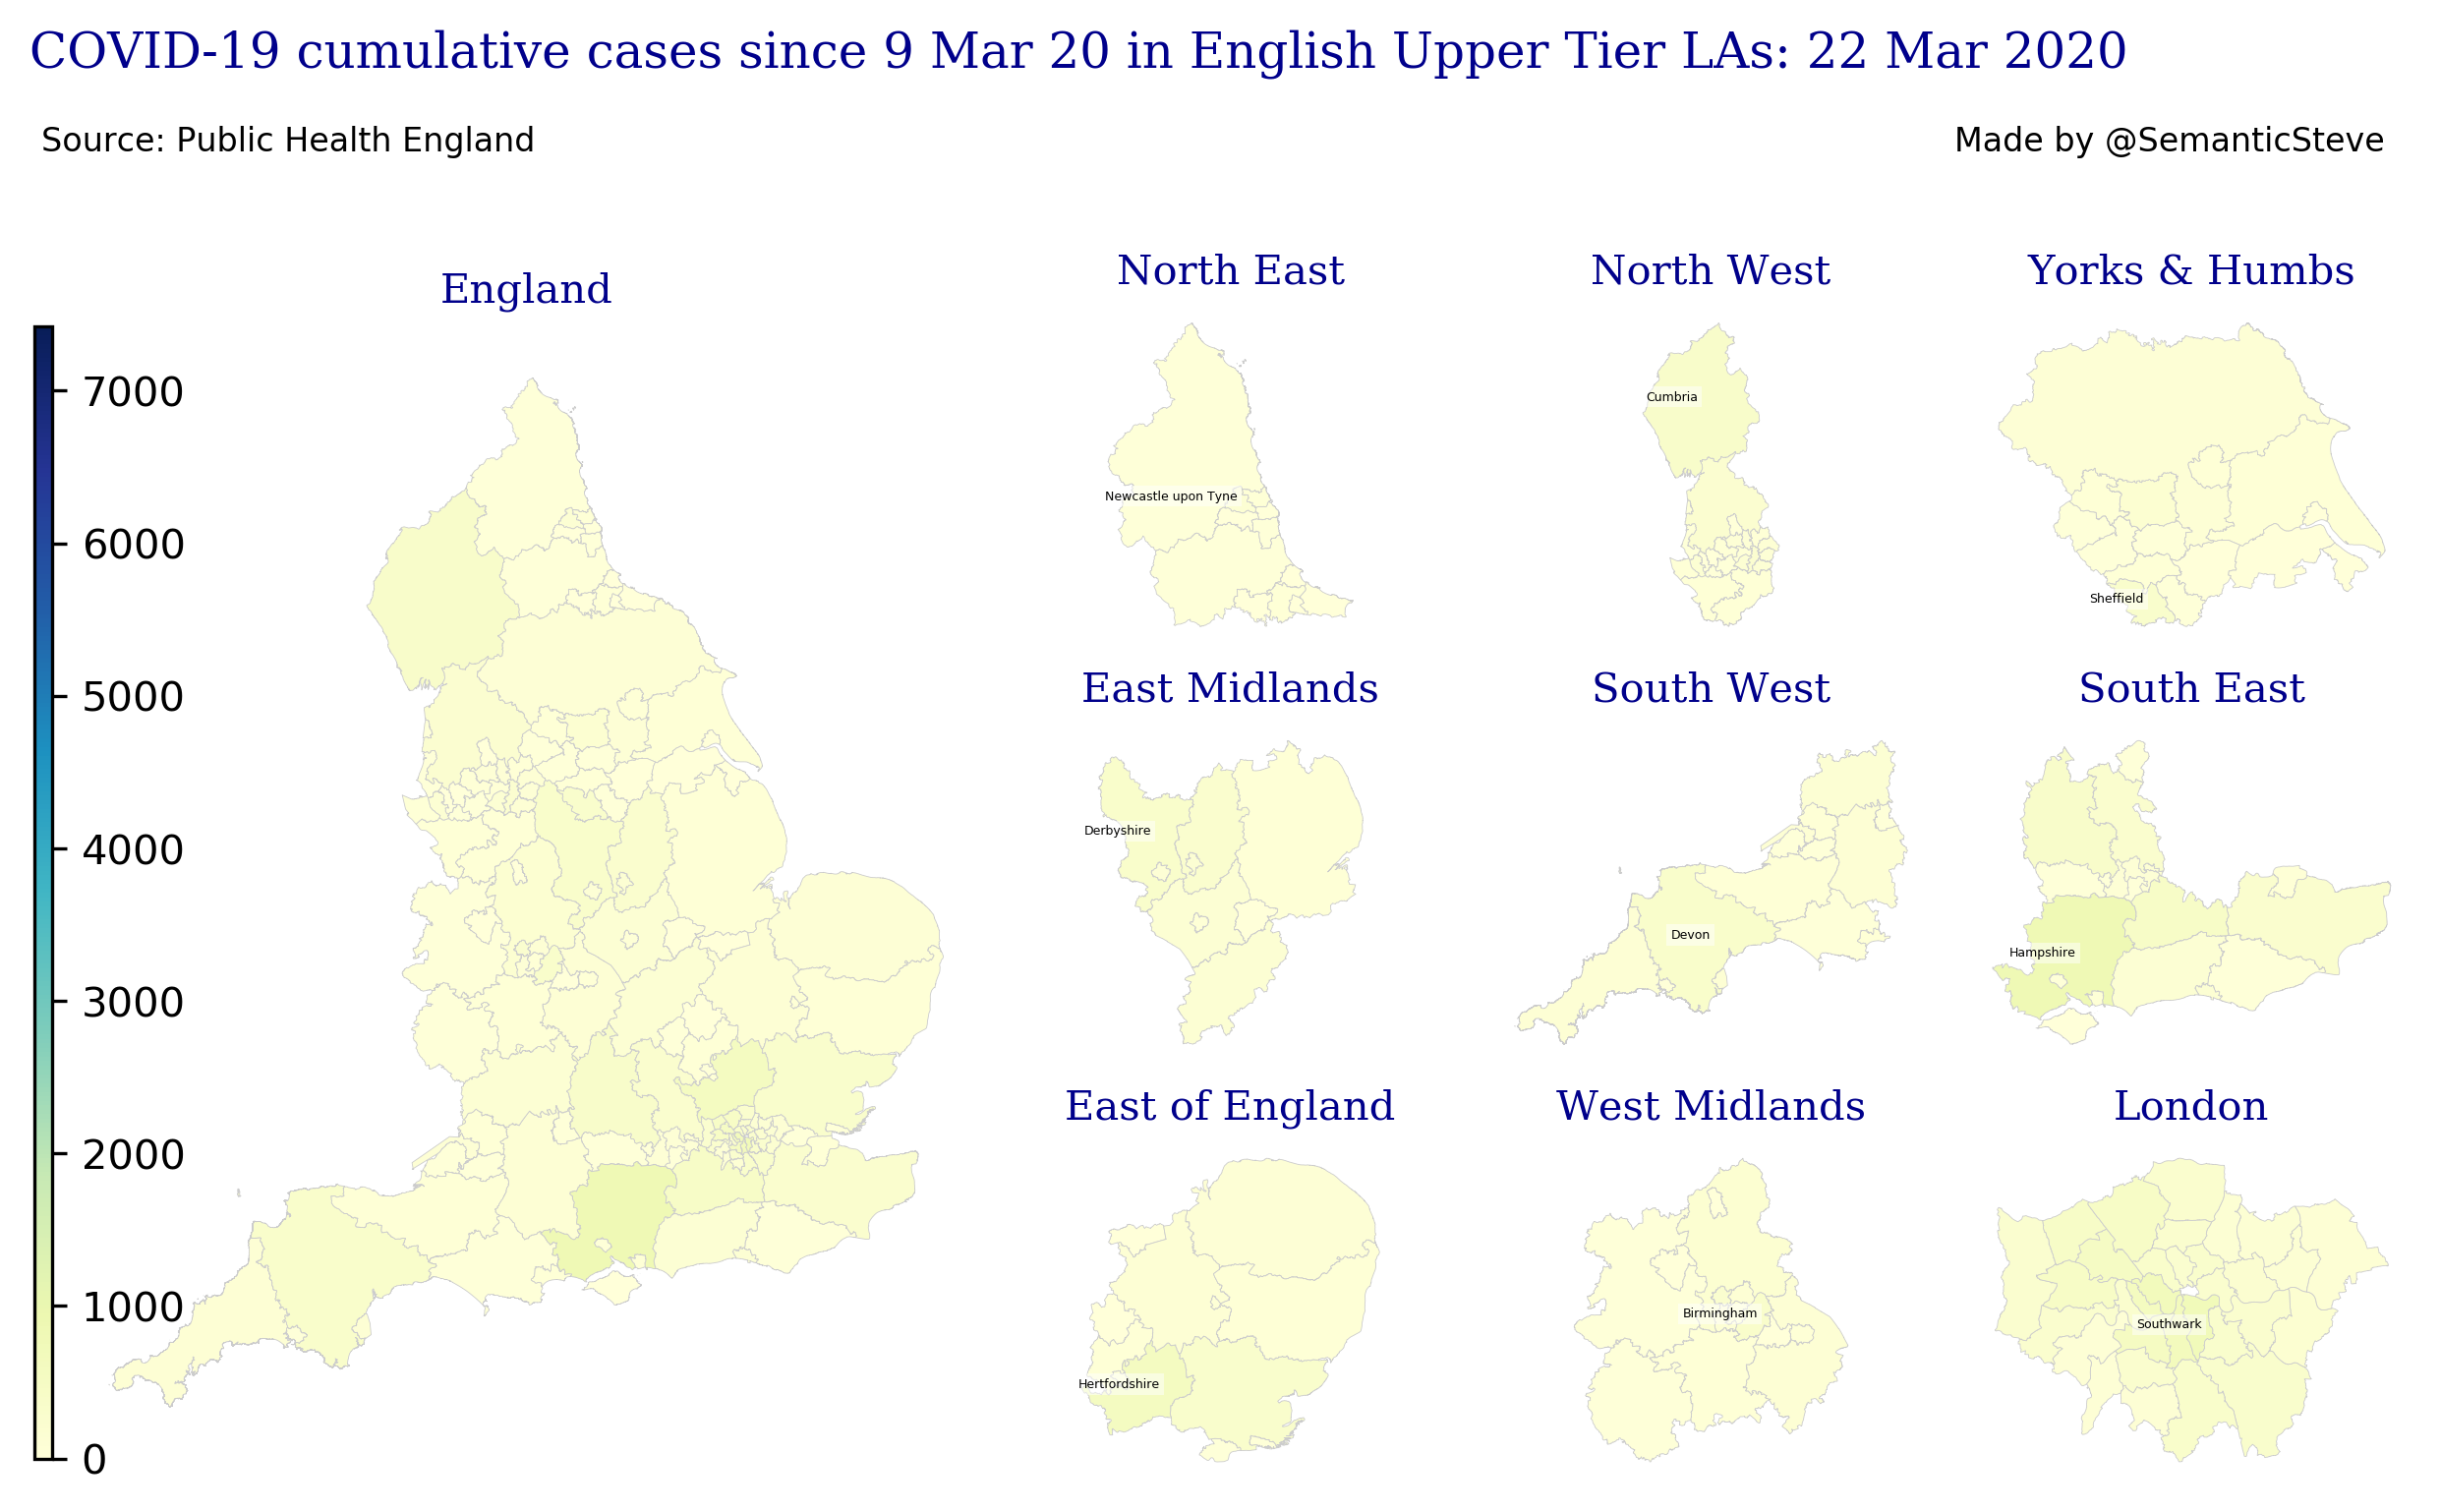 COVID-19 cumulative cases since 9 Mar 20 in English Upper Tier LAs: 22 Mar 2020
Source: Public Health England
Made by @SemanticSteve
England
7000
6000
5000
4000
3000
2000
1000
0
North East
Newcastle upon Tyne
North West
Cumbria
Yorks & Humbs
Sheffield
East Midlands
Derbyshire
South West
Devon
South East
Hampshire
East of England
Hertfordshire
West Midlands
Birmingham
London
Southwark